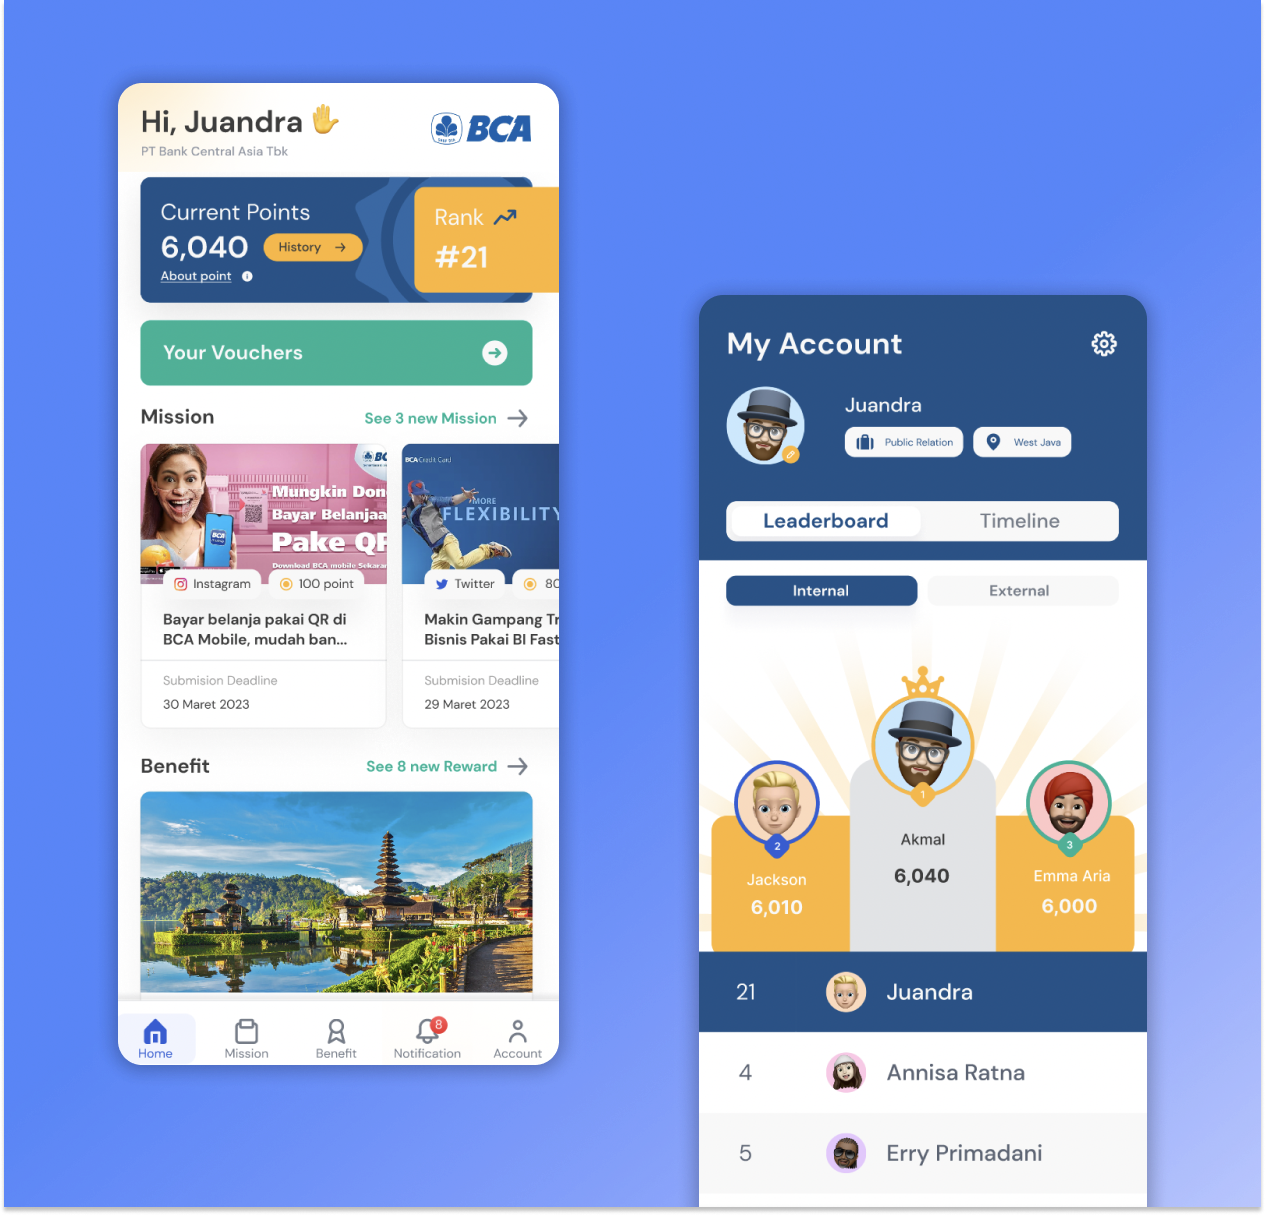 Hi, Juandra
PT Bank Central Asia Tbk
BCA
Current Points
6,040
History
About point
Rank
#21
Your Vouchers
Mission
See 3 new Mission
Mungkin Don
Bayar Belanjaa
Pake QR
Download BCA mobile Sekaran
BCA
Instagram
100 point
Bayar belanja pakai QR di
BCA Mobile, mudah ban...
Submision Deadline
30 Maret 2023
BCA Credit Card
MORE
FLEXIBILITY
Twitter
80
Makin Gampang Tr
Bisnis Pakai BI Fast
Submision Deadline
29 Maret 2023
Benefit
See 8 new Reward
Home
Mission
Benefit
8
Notification
Account
My Account
Juandra
Public Relation
West Java
Leaderboard
Timeline
Internal
External
1
Akmal
6,040
2
Jackson
6,010
3
Emma Aria
6,000
21
Juandra
4
Annisa Ratna
5
Erry Primadani